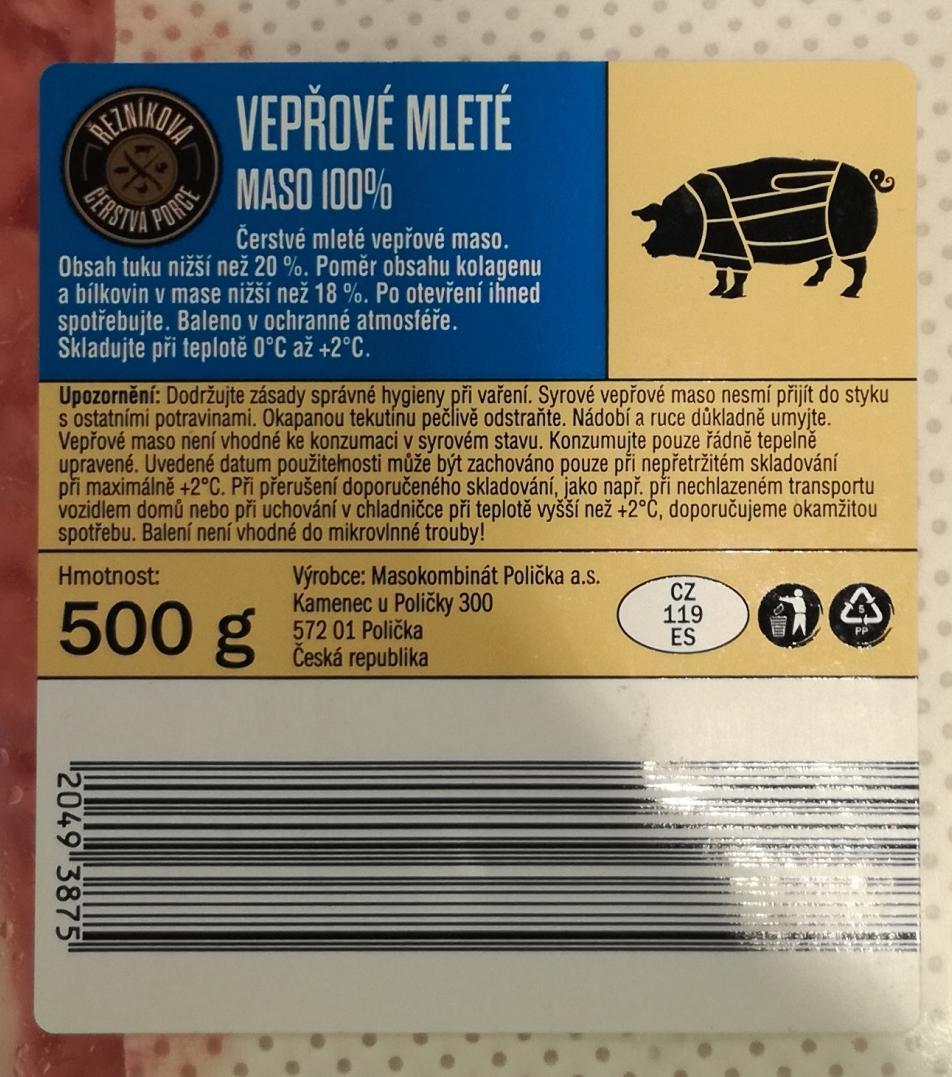 ŘEZNÍKOVA
ČERSTVÁ PORCE
VEPŘOVÉ MLETÉ
MASO 100%
Čerstvé mleté vepřové maso.
Obsah tuku nižší než 20 %. Poměr obsahu kolagenu
a bílkovin v mase nižší než 18 %. Po otevření ihned
spotřebujte. Baleno v ochranné atmosféře.
Skladujte při teplotě 0°C až +2°C.
Upozornění: Dodržujte zásady správné hygieny při vaření. Syrové vepřové maso nesmí přijít do styku
s ostatními potravinami. Okapanou tekutinu pečlivě odstraňte. Nádobí a ruce důkladně umyjte.
Vepřové maso není vhodné ke konzumaci v syrovém stavu. Konzumujte pouze řádně tepelně
upravené. Uvedené datum použitelnosti může být zachováno pouze při nepřetržitém skladování
při maximálně +2°C. Při přerušení doporučeného skladování, jako např. při nechlazeném transportu
vozidlem domů nebo při uchování v chladničce při teplotě vyšší než +2°C, doporučujeme okamžitou
spotřebu. Balení není vhodné do mikrovlnné trouby!
Hmotnost:
500 g
Výrobce: Masokombinát Polička a.s.
Kamenec u Poličky 300
572 01 Polička
Česká republika
CZ
119
ES
5
PP
2049 3875